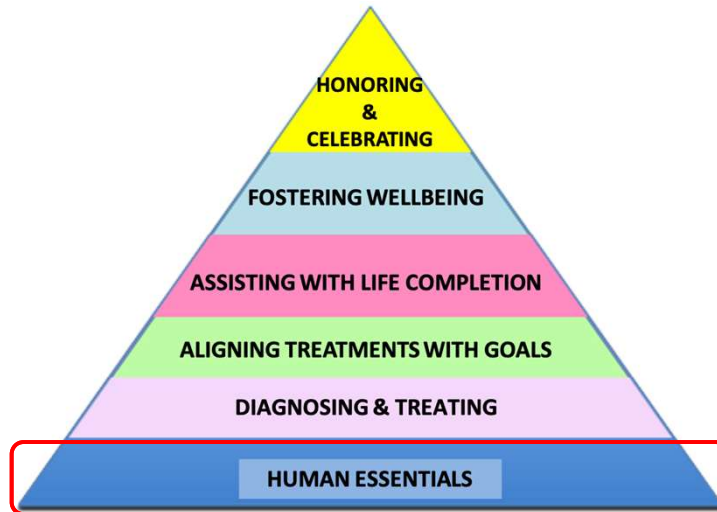 HONORING
&
CELEBRATING
FOSTERING WELLBEING
ASSISTING WITH LIFE COMPLETION
ALIGNING TREATMENTS WITH GOALS
DIAGNOSING & TREATING
HUMAN ESSENTIALS